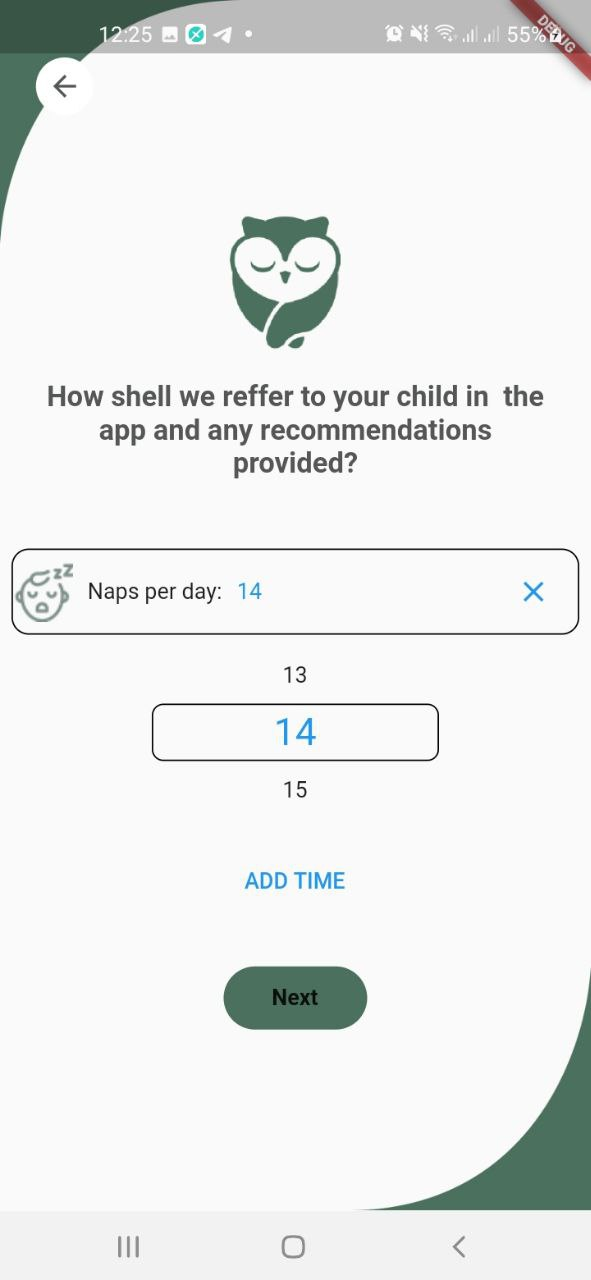 12:25
55%
DEBUG
How shell we reffer to your child in  the
app and any recommendations
provided?
zzZ
Naps per day: 14
13
14
15
ADD TIME
Next